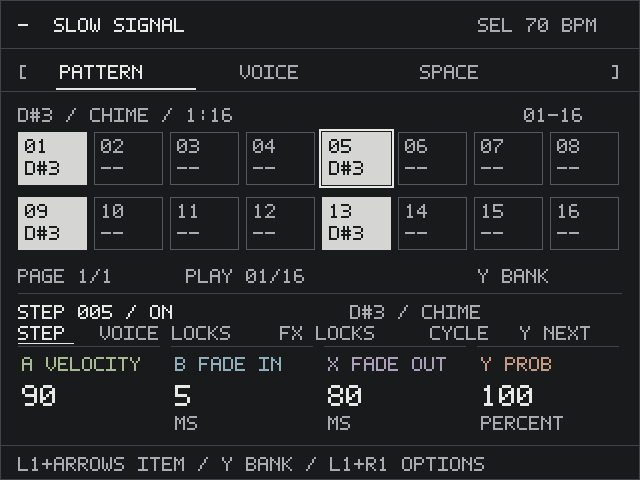 – SLOW SIGNAL SEL 70 BPM
[ PATTERN VOICE SPACE ]
D#3 / CHIME / 1:16 01–16
01 02 03 04 05 06 07 08
D#3 -- -- -- D#3 -- -- --
09 10 11 12 13 14 15 16
D#3 -- -- -- D#3 -- -- --
PAGE 1/1 PLAY 01/16 Y BANK
STEP 005 / ON D#3 / CHIME
STEP VOICE LOCKS FX LOCKS CYCLE Y NEXT
A VELOCITY B FADE IN X FADE OUT Y PROB
90 5 80 100
MS MS PERCENT
L1+ARROWS ITEM / Y BANK / L1+R1 OPTIONS